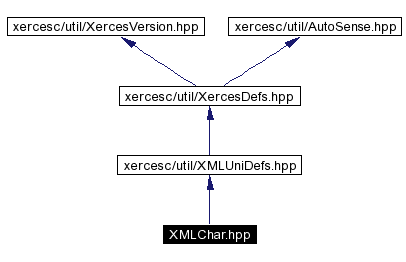 xercesc/util/XercesVersion.hpp
xercesc/util/AutoSense.hpp
xercesc/util/XercesDefs.hpp
xercesc/util/XMLUniDefs.hpp
XMLChar.hpp